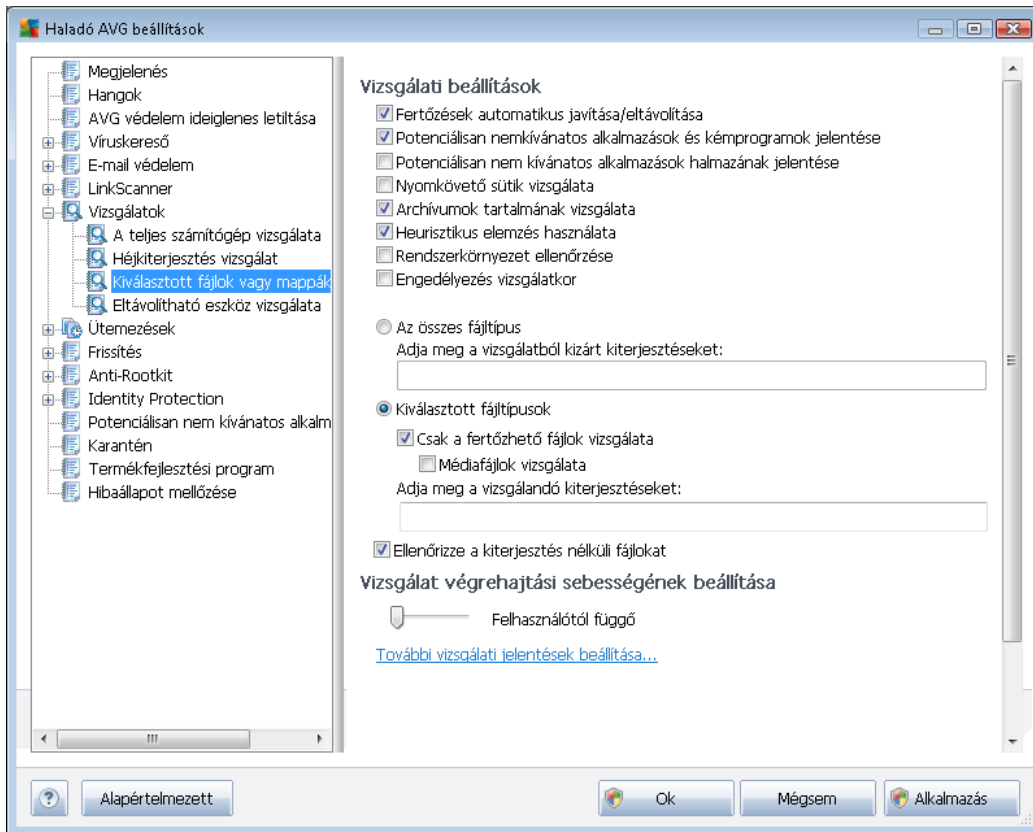 Haladó AVG beállítások
Megjelenés
Hangok
AVG védelem ideiglenes letiltása
Víruskereső
E-mail védelem
LinkScanner
Vizsgálatok
A teljes számítógép vizsgálata
Héjkiterjesztés vizsgálat
Kiválasztott fájlok vagy mappák
Eltávolítható eszköz vizsgálata
Ütemezések
Frissítés
Anti-Rootkit
Identity Protection
Potenciálisan nem kívánatos alkalm
Karantén
Termékfejlesztési program
Hibaállapot mellőzése
Vizsgálati beállítások
Fertőzések automatikus javítása/eltávolítása
Potenciálisan nemkívánatos alkalmazások és kémprogramok jelentése
Potenciálisan nem kívánatos alkalmazások halmazának jelentése
Nyomkövető sütik vizsgálata
Archívumok tartalmának vizsgálata
Heurisztikus elemzés használata
Rendszerkörnyezet ellenőrzése
Engedélyezés vizsgálatkor
Az összes fájltípus
Adja meg a vizsgálatból kizárt kiterjesztéseket:
Kiválasztott fájltípusok
Csak a fertőzhető fájlok vizsgálata
Médiafájlok vizsgálata
Adja meg a vizsgálandó kiterjesztéseket:
Ellenőrizze a kiterjesztés nélküli fájlokat
Vizsgálat végrehajtási sebességének beállítása
Felhasználótól függő
További vizsgálati jelentések beállítása...
?
Alapértelmezett
Ok
Mégsem
Alkalmazás